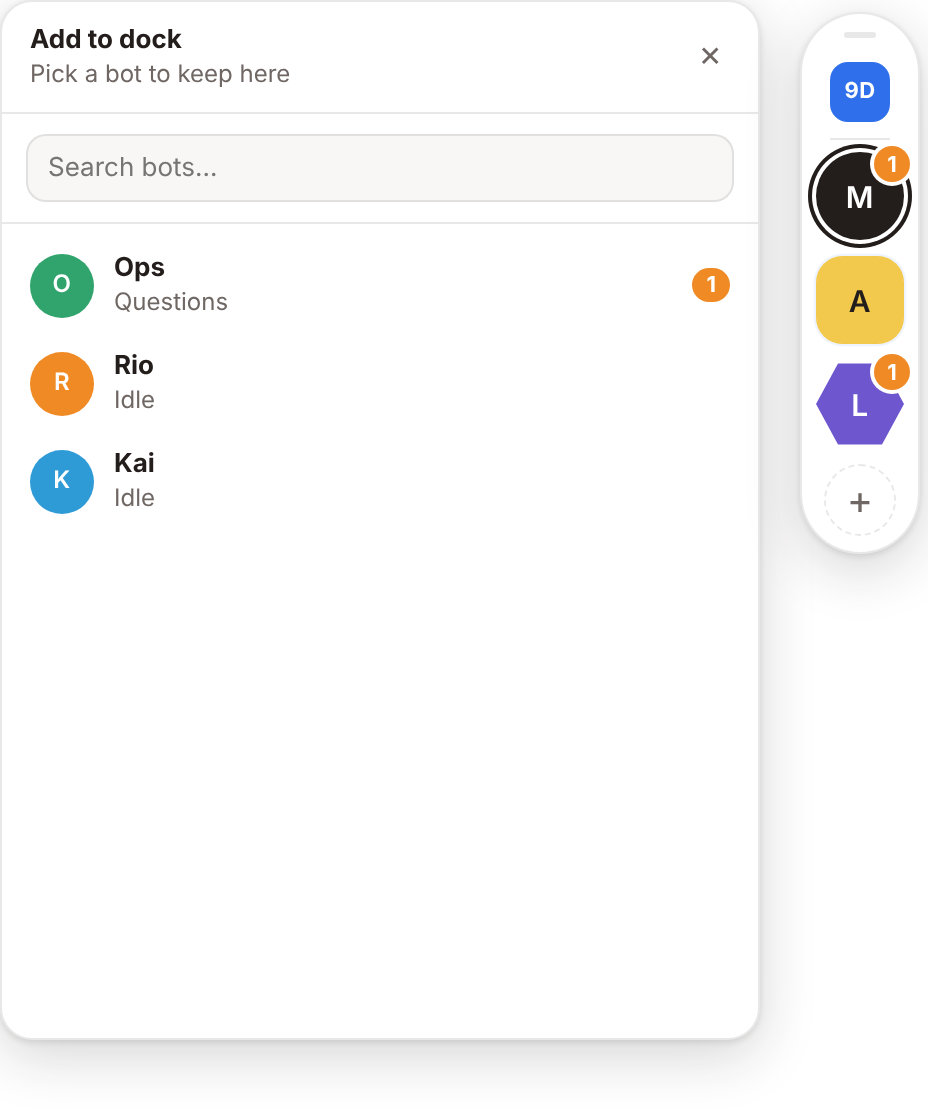 Add to dock
Pick a bot to keep here
×
Search bots...
O
Ops
Questions
1
R
Rio
Idle
K
Kai
Idle
9D
M
1
A
L
1
+